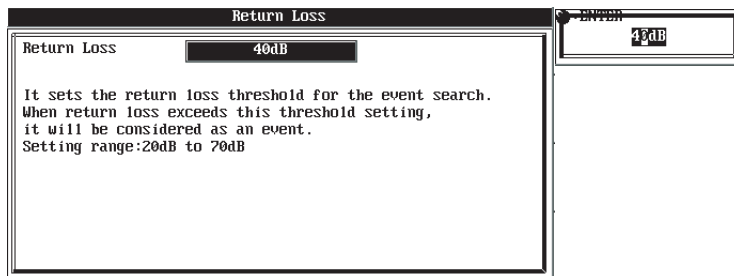 Return Loss
ENTER
40dB
Return Loss 40dB
It sets the return loss threshold for the event search.
When return loss exceeds this threshold setting,
it will be considered as an event.
Setting range:20dB to 70dB